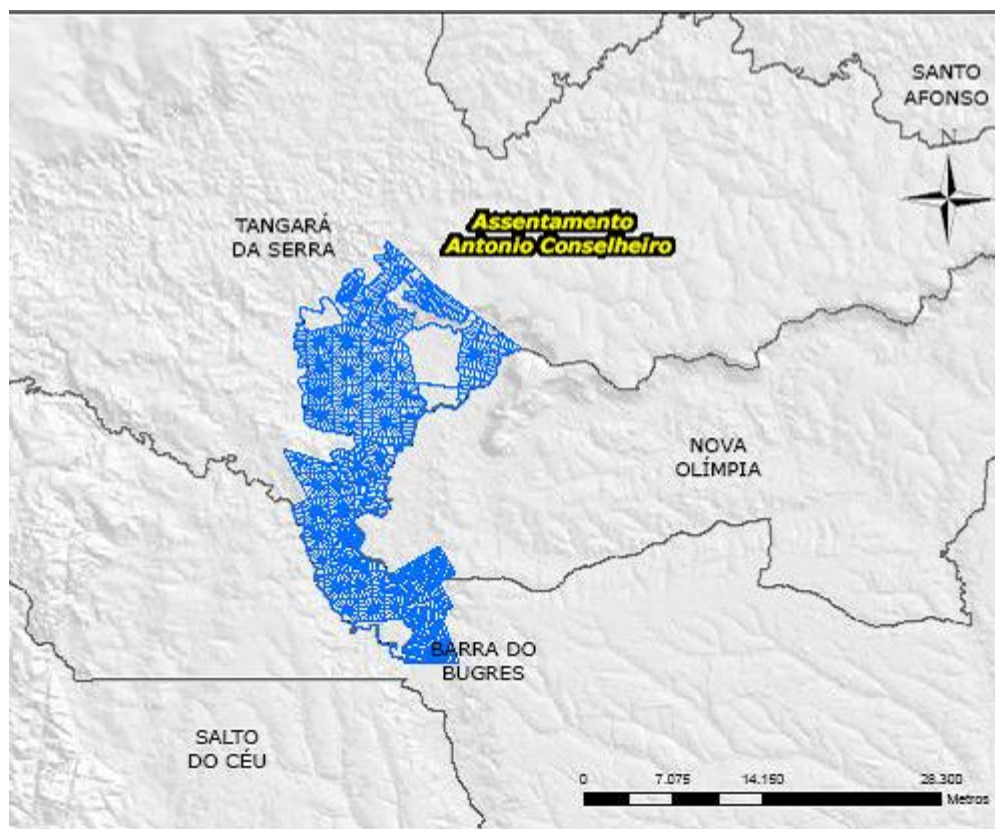 SANTO
AFONSO
N
TANGARÁ
DA SERRA
Assentamento
Antonio Conselheiro
NOVA
OLÍMPIA
BARRA DO
BUGRES
SALTO
DO CÉU
0 7.075 14.150 28.300
Metros